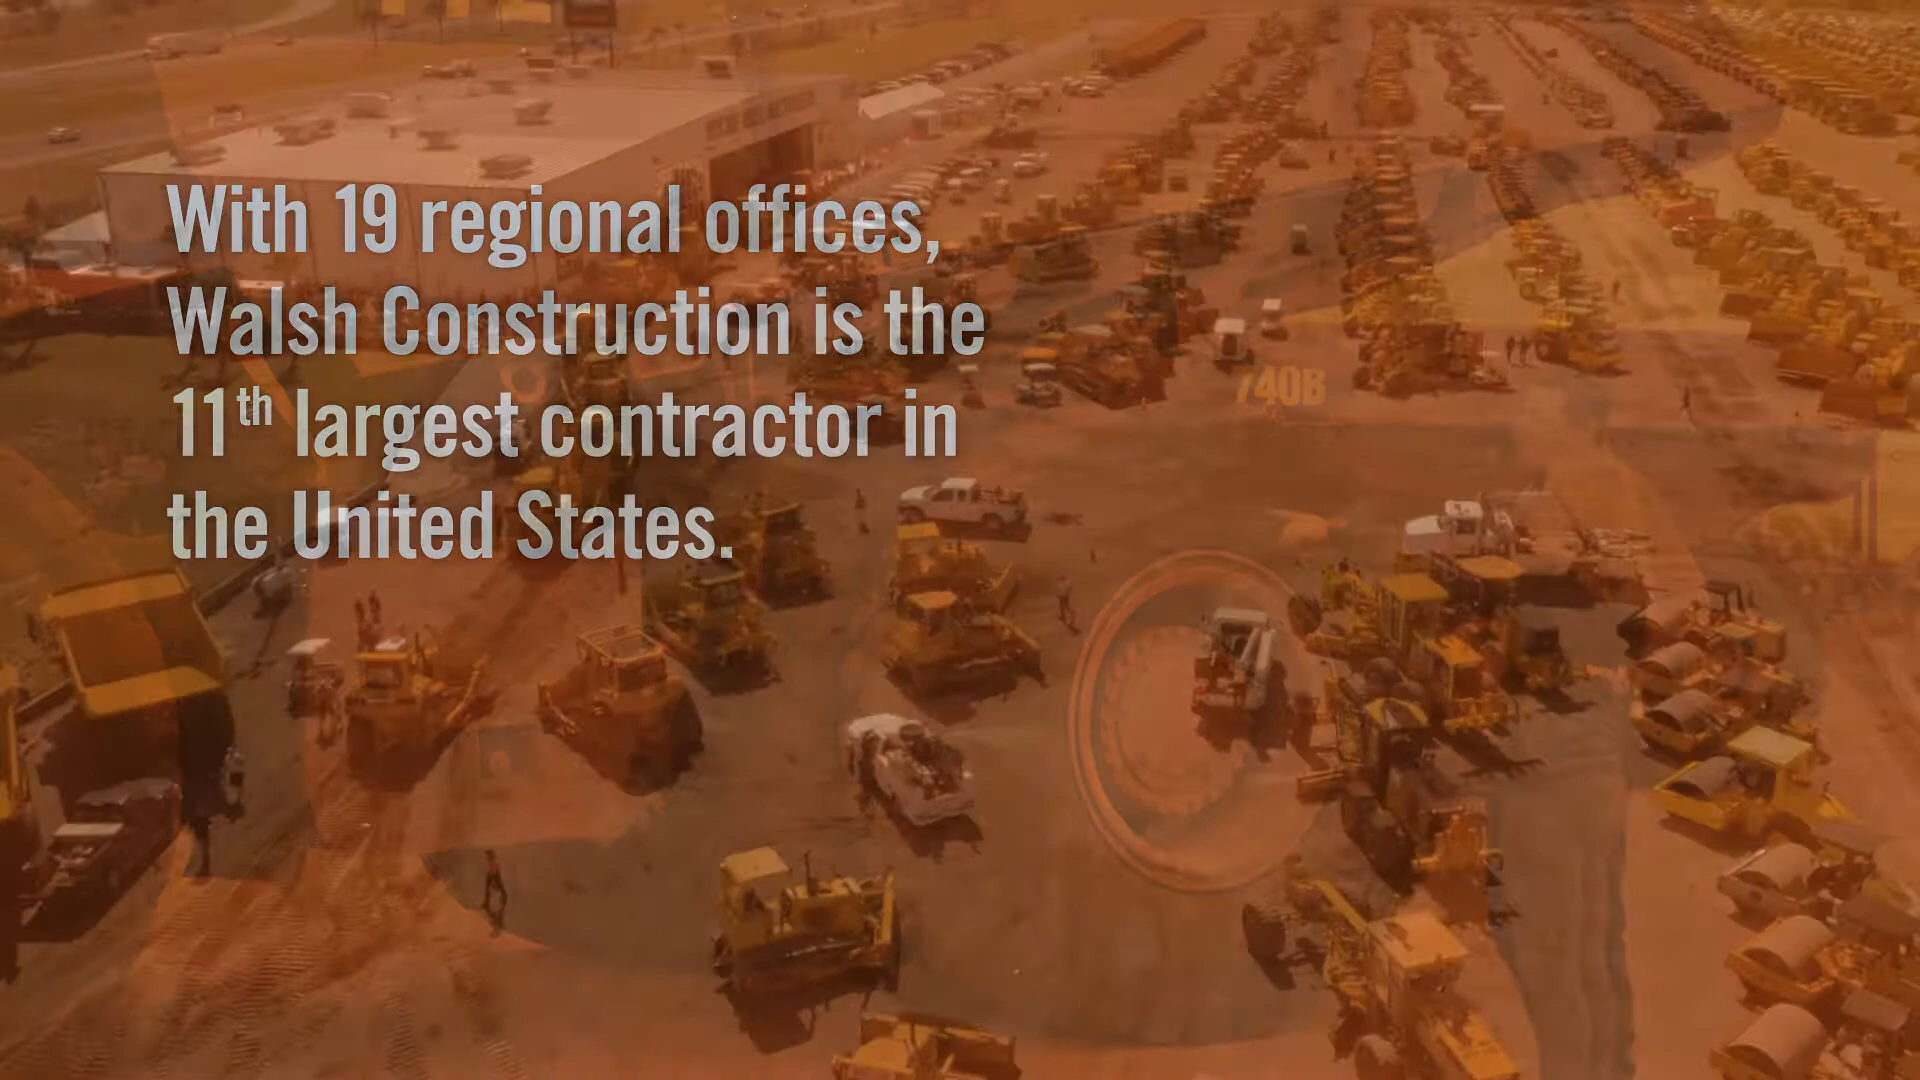 With 19 regional offices,
Walsh Construction is the
11th largest contractor in
the United States.
740B